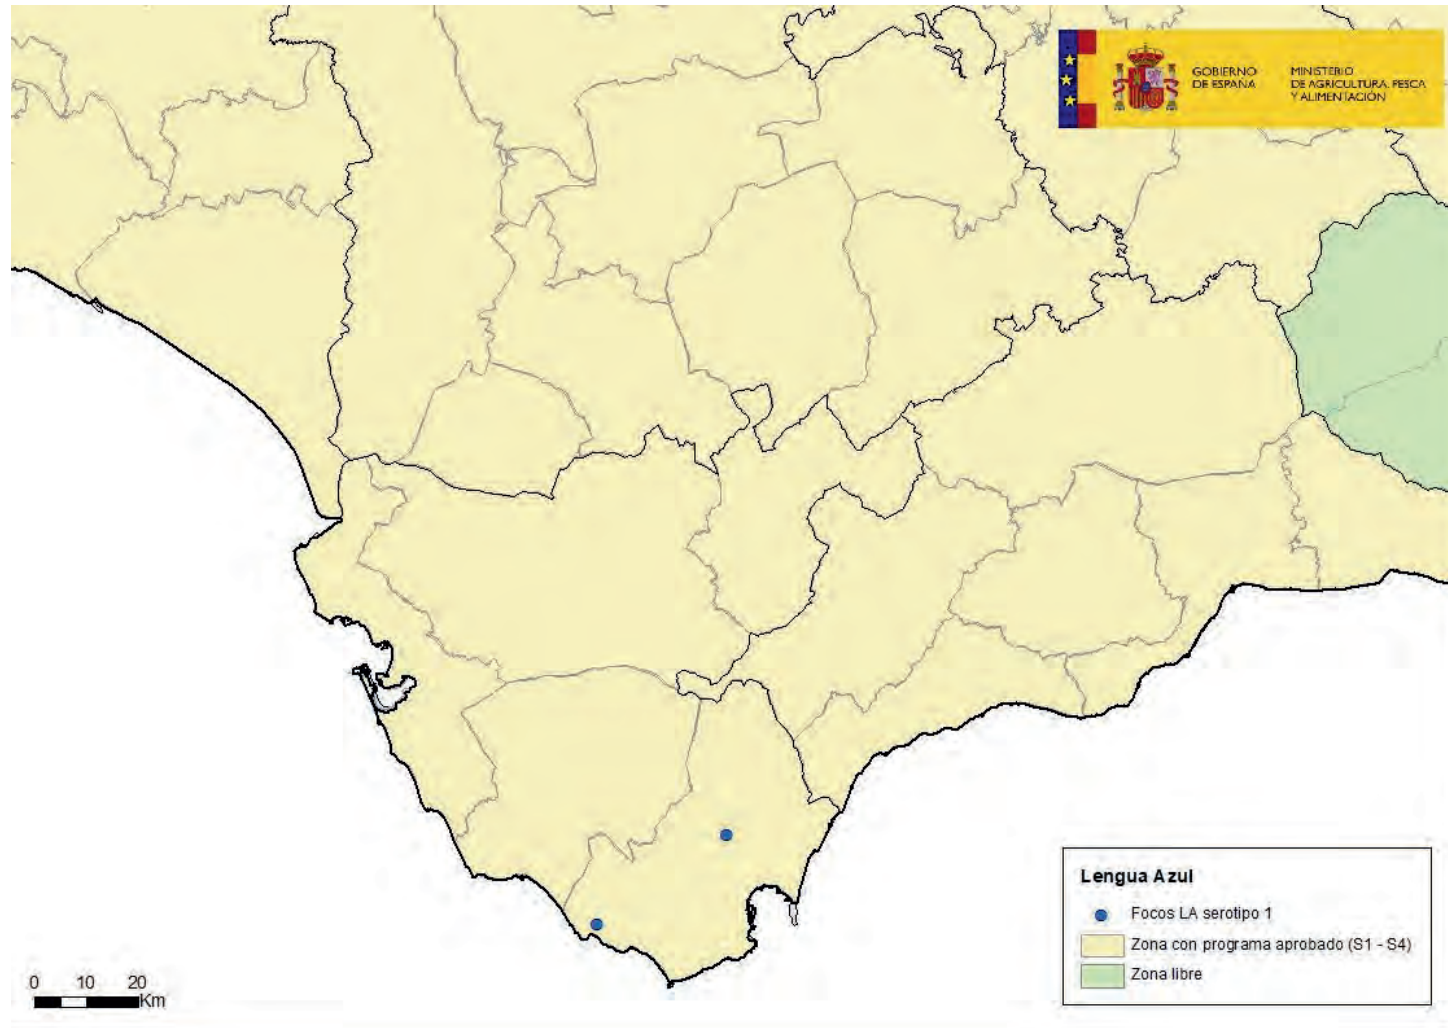 GOBIERNO
DE ESPAÑA
MINISTERIO
DE AGRICULTURA, PESCA
Y ALIMENTACIÓN
Lengua Azul
Focos LA serotipo 1
Zona con programa aprobado (S1 - S4)
Zona libre
0 10 20
Km